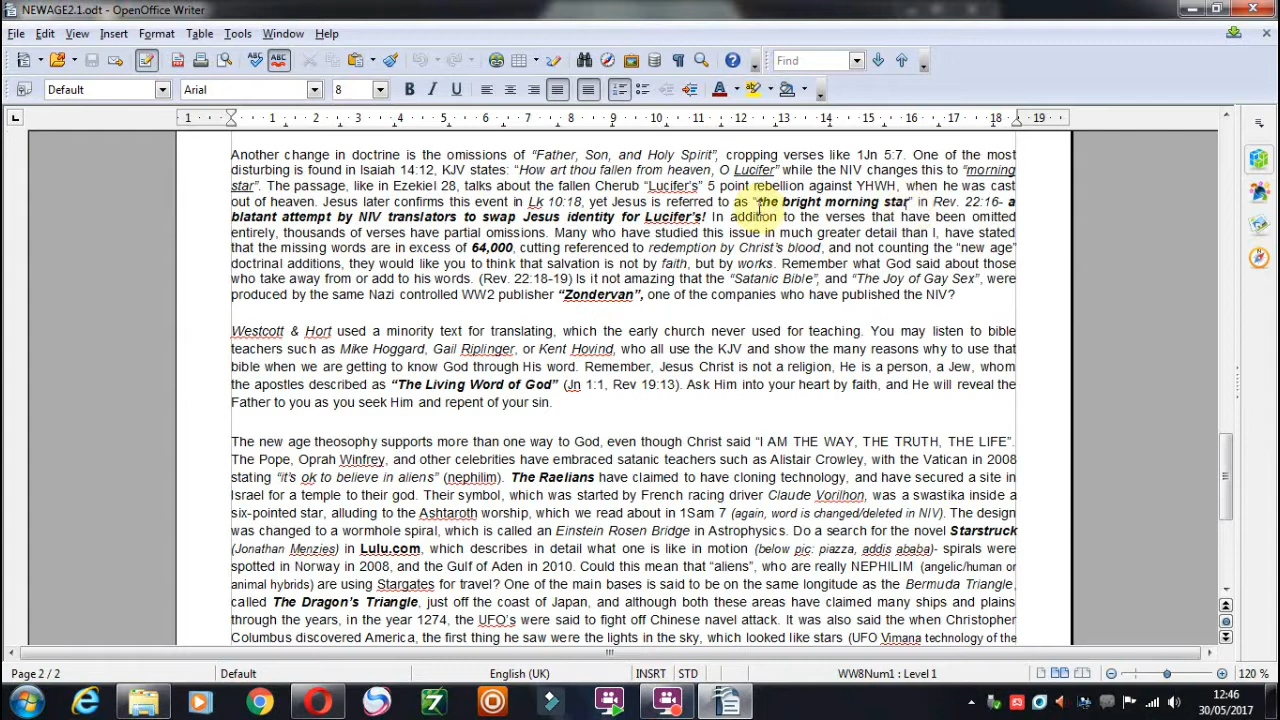 NEWAGE2.1.odt - OpenOffice Writer
File Edit View Insert Format Table Tools Window Help
Find
Default Arial 8
1 1 2 3 4 5 6 7 8 9 10 11 12 13 14 15 16 17 18 19
Another change in doctrine is the omissions of “Father, Son, and Holy Spirit”, cropping verses like 1Jn 5:7. One of the most
disturbing is found in Isaiah 14:12, KJV states: “How art thou fallen from heaven, O Lucifer” while the NIV changes this to “morning
star”. The passage, like in Ezekiel 28, talks about the fallen Cherub “Lucifer’s” 5 point rebellion against YHWH, when he was cast
out of heaven. Jesus later confirms this event in Lk 10:18, yet Jesus is referred to as “the bright morning star” in Rev. 22:16- a
blatant attempt by NIV translators to swap Jesus identity for Lucifer’s! In addition to the verses that have been omitted
entirely, thousands of verses have partial omissions. Many who have studied this issue in much greater detail than I, have stated
that the missing words are in excess of 64,000, cutting referenced to redemption by Christ’s blood, and not counting the “new age”
doctrinal additions, they would like you to think that salvation is not by faith, but by works. Remember what God said about those
who take away from or add to his words. (Rev. 22:18-19) Is it not amazing that the “Satanic Bible”, and “The Joy of Gay Sex”, were
produced by the same Nazi controlled WW2 publisher “Zondervan”, one of the companies who have published the NIV?
Westcott & Hort used a minority text for translating, which the early church never used for teaching. You may listen to bible
teachers such as Mike Hoggard, Gail Riplinger, or Kent Hovind, who all use the KJV and show the many reasons why to use that
bible when we are getting to know God through His word. Remember, Jesus Christ is not a religion, He is a person, a Jew, whom
the apostles described as “The Living Word of God” (Jn 1:1, Rev 19:13). Ask Him into your heart by faith, and He will reveal the
Father to you as you seek Him and repent of your sin.
The new age theosophy supports more than one way to God, even though Christ said “I AM THE WAY, THE TRUTH, THE LIFE”.
The Pope, Oprah Winfrey, and other celebrities have embraced satanic teachers such as Alistair Crowley, with the Vatican in 2008
stating “it’s ok to believe in aliens” (nephilim). The Raelians have claimed to have cloning technology, and have secured a site in
Israel for a temple to their god. Their symbol, which was started by French racing driver Claude Vorilhon, was a swastika inside a
six-pointed star, alluding to the Ashtaroth worship, which we read about in 1Sam 7 (again, word is changed/deleted in NIV). The design
was changed to a wormhole spiral, which is called an Einstein Rosen Bridge in Astrophysics. Do a search for the novel Starstruck
(Jonathan Menzies) in Lulu.com, which describes in detail what one is like in motion (below pic: piazza, addis ababa)- spirals were
spotted in Norway in 2008, and the Gulf of Aden in 2010. Could this mean that “aliens”, who are really NEPHILIM (angelic/human or
animal hybrids) are using Stargates for travel? One of the main bases is said to be on the same longitude as the Bermuda Triangle,
called The Dragon’s Triangle, just off the coast of Japan, and although both these areas have claimed many ships and plains
through the years, in the year 1274, the UFO’s were said to fight off Chinese navel attack. It was also said the when Christopher
Columbus discovered America, the first thing he saw were the lights in the sky, which looked like stars (UFO Vimana technology of the
Page 2 / 2 Default English (UK) INSRT STD WW8Num1 : Level 1 120 %
12:46
30/05/2017